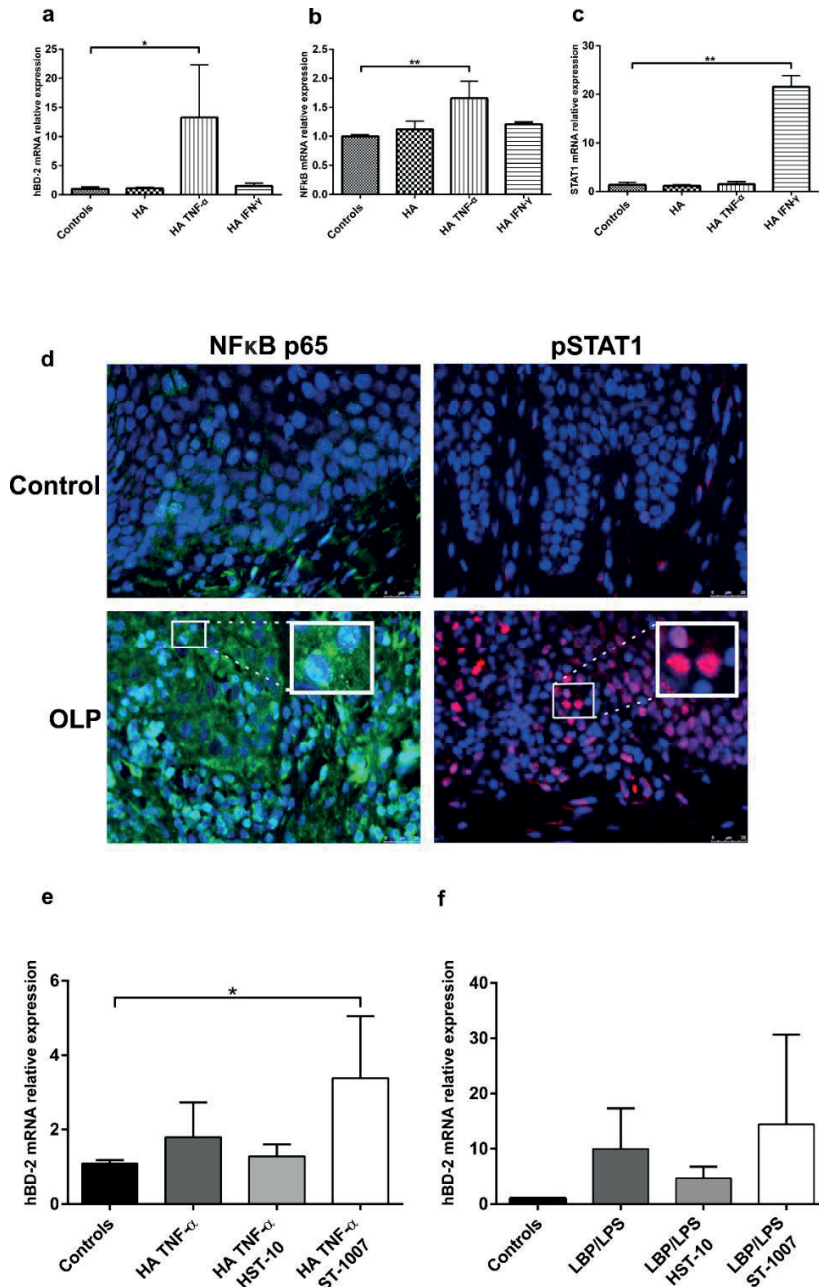 a
hBD-2 mRNA relative expression
25
20
15
10
5
0
*
Controls
HA
HA TNF-α
HA IFN-γ
b
NFkB mRNA relative expression
2.5
2.0
1.5
1.0
0.5
0.0
**
Controls
HA
HA TNF-α
HA IFN-γ
c
STAT1 mRNA relative expression
30
20
10
0
**
Controls
HA
HA TNF-α
HA IFN-γ
d
NFκB p65
pSTAT1
Control
OLP
e
hBD-2 mRNA relative expression
6
4
2
0
*
Controls
HA TNF-α
HA TNF-α
HST-10
HA TNF-α
ST-1007
f
hBD-2 mRNA relative expression
40
30
20
10
0
Controls
LBP/LPS
LBP/LPS
HST-10
LBP/LPS
ST-1007